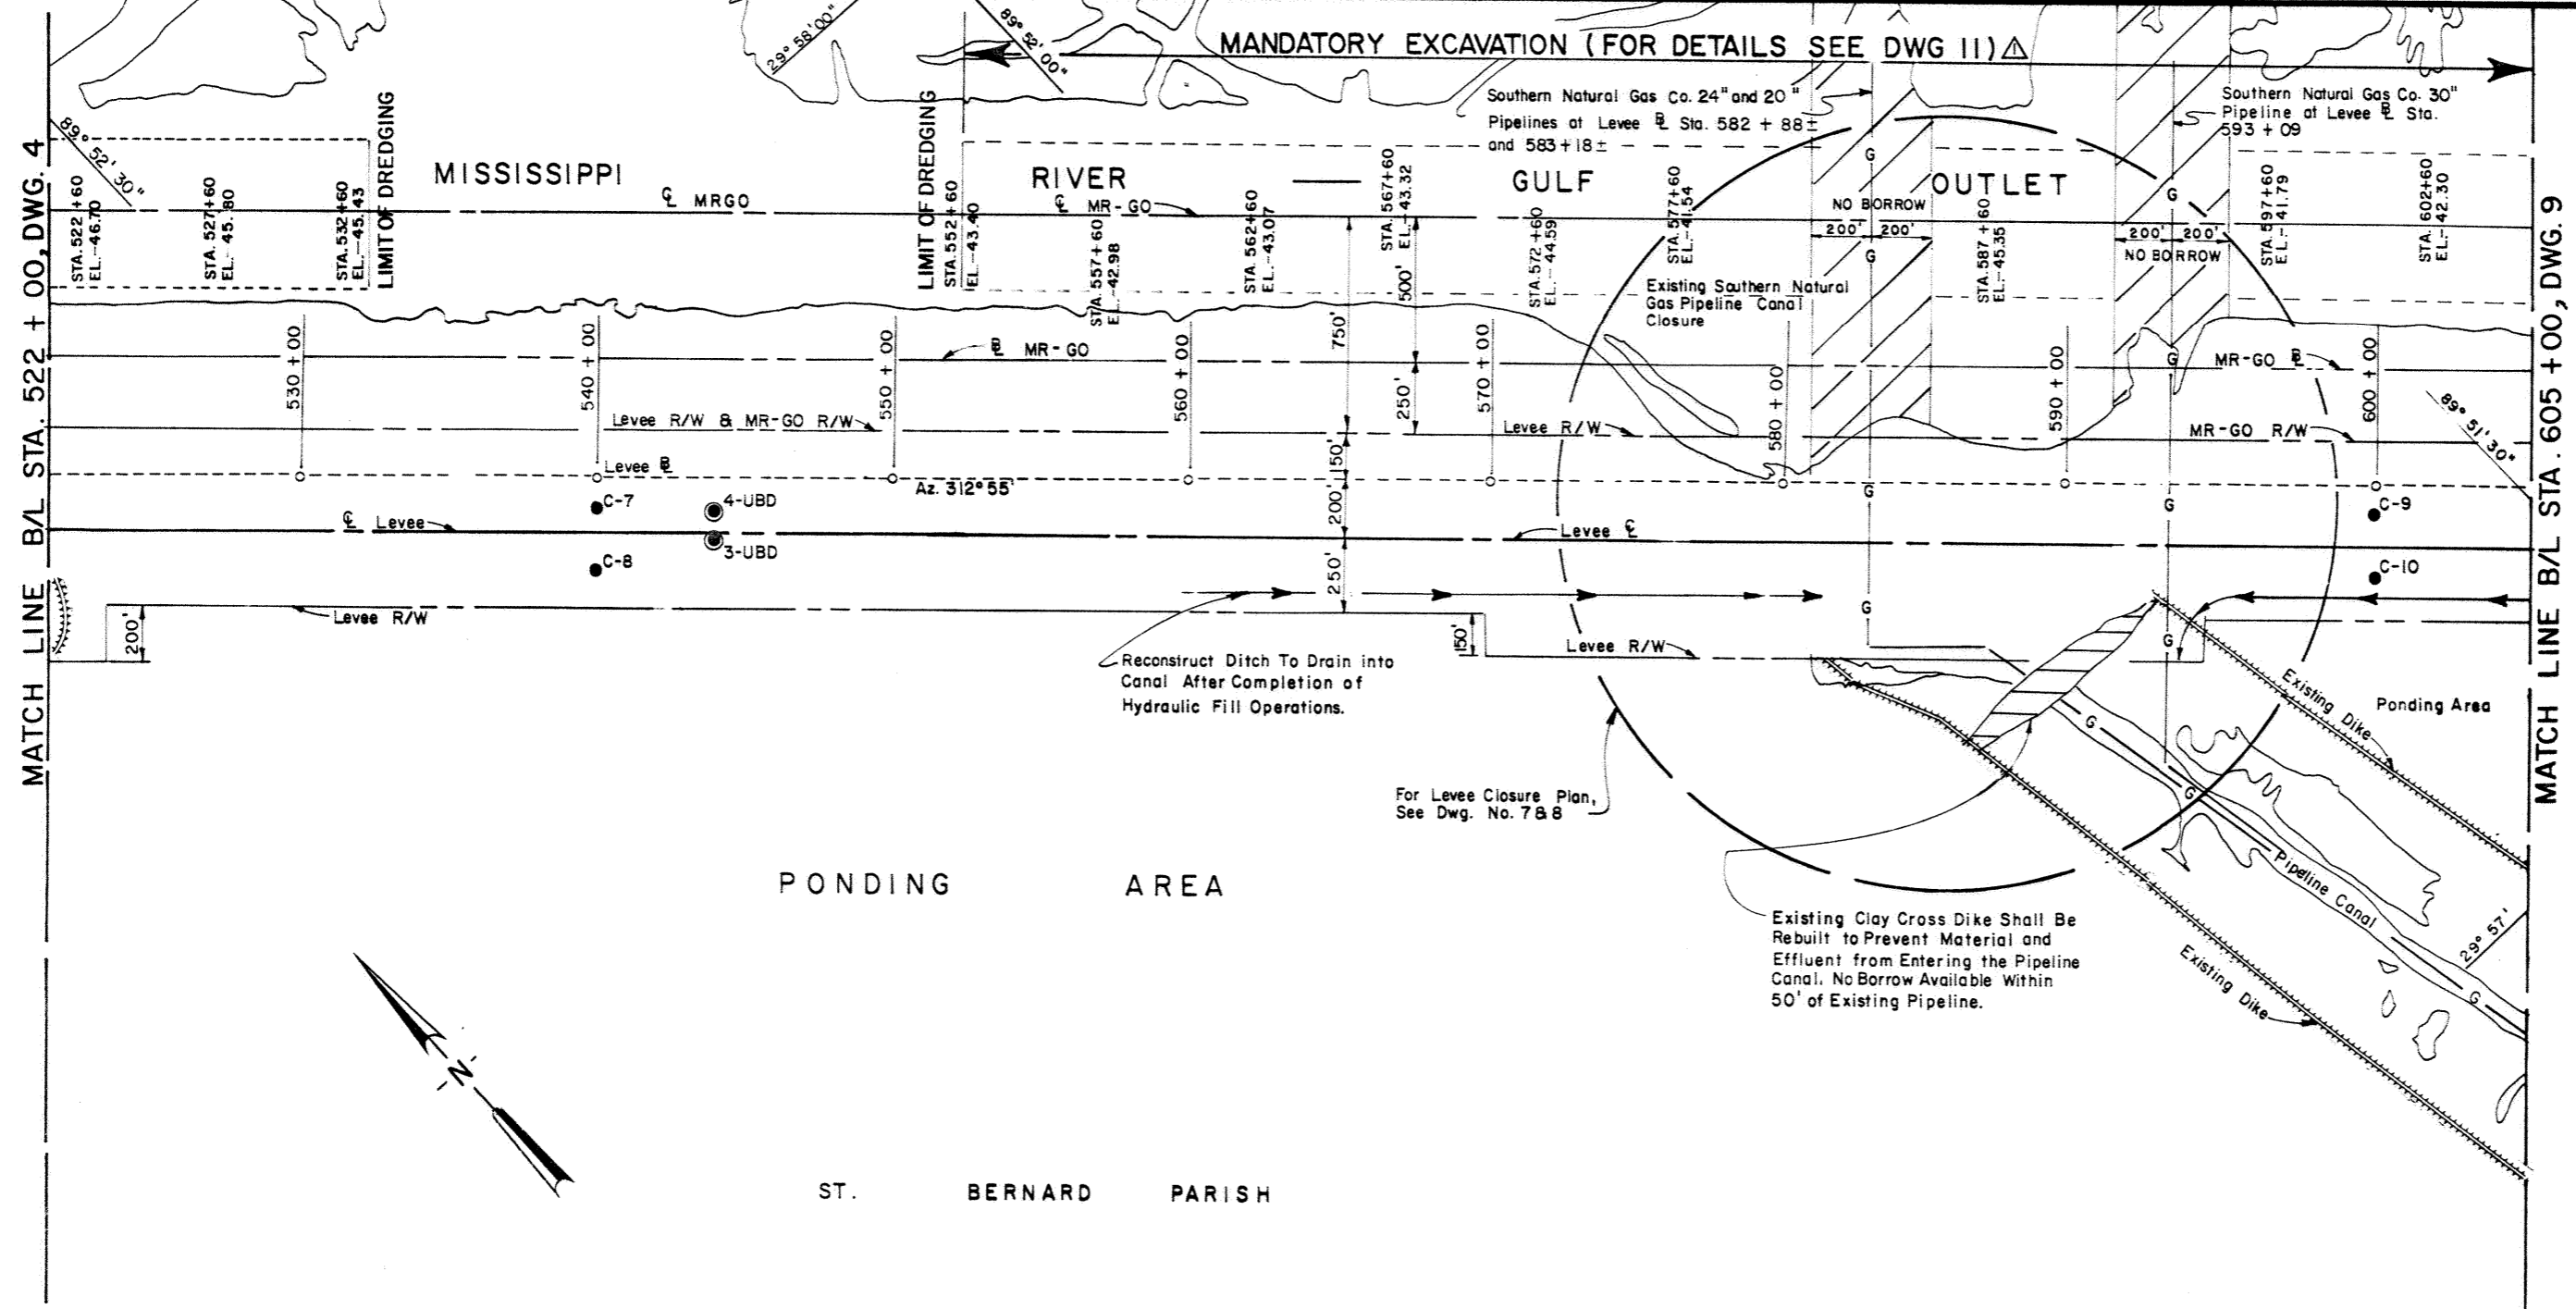 29° 58' 00"
89° 52' 00"
MANDATORY EXCAVATION (FOR DETAILS SEE DWG 11)
Southern Natural Gas Co. 24" and 20"
Pipelines at Levee B/L Sta. 582 + 88±
and 583+18±
Southern Natural Gas Co. 30"
Pipeline at Levee B/L Sta.
593 + 09
89° 52' 30"
MISSISSIPPI RIVER — GULF OUTLET
LIMIT OF DREDGING
LIMIT OF DREDGING
STA. 522+60
EL.-46.70
STA. 527+60
EL.-45.80
STA. 532+60
EL.-45.43
STA. 552+60
EL.-43.40
STA. 557+60
EL.-42.98
STA. 562+60
EL.-43.07
STA. 567+60
EL.-43.32
STA. 572+60
EL.-44.59
STA. 577+60
EL.-41.54
STA. 587+60
EL.-45.35
STA. 597+60
EL.-41.79
STA. 602+60
EL.-42.30
℄ MRGO
℄ MR-GO
G
G
NO BORROW
200' 200'
G
G
200' 200'
NO BORROW
Existing Southern Natural
Gas Pipeline Canal
Closure
500'
750'
250'
150'
200'
250'
530 + 00
540 + 00
550 + 00
560 + 00
570 + 00
580 + 00
590 + 00
600 + 00
B/L MR-GO
G
MR-GO B/L
Levee R/W & MR-GO R/W
Levee R/W
MR-GO R/W
89° 51' 30"
Levee B/L
Az. 312° 55'
C-7
4-UBD
G
G
C-9
℄ Levee
3-UBD
Levee ℄
C-8
C-10
G
200'
Levee R/W
150'
Levee R/W
G
Reconstruct Ditch To Drain into
Canal After Completion of
Hydraulic Fill Operations.
Existing Dike
Ponding Area
G
For Levee Closure Plan,
See Dwg. No. 7&8
G
PONDING AREA
Pipeline Canal
Existing Clay Cross Dike Shall Be
Rebuilt to Prevent Material and
Effluent from Entering the Pipeline
Canal. No Borrow Available Within
50' of Existing Pipeline.
29° 57'
Existing Dike
G
N
ST. BERNARD PARISH
MATCH LINE B/L STA. 522 + 00, DWG. 4
MATCH LINE B/L STA. 605 + 00, DWG. 9